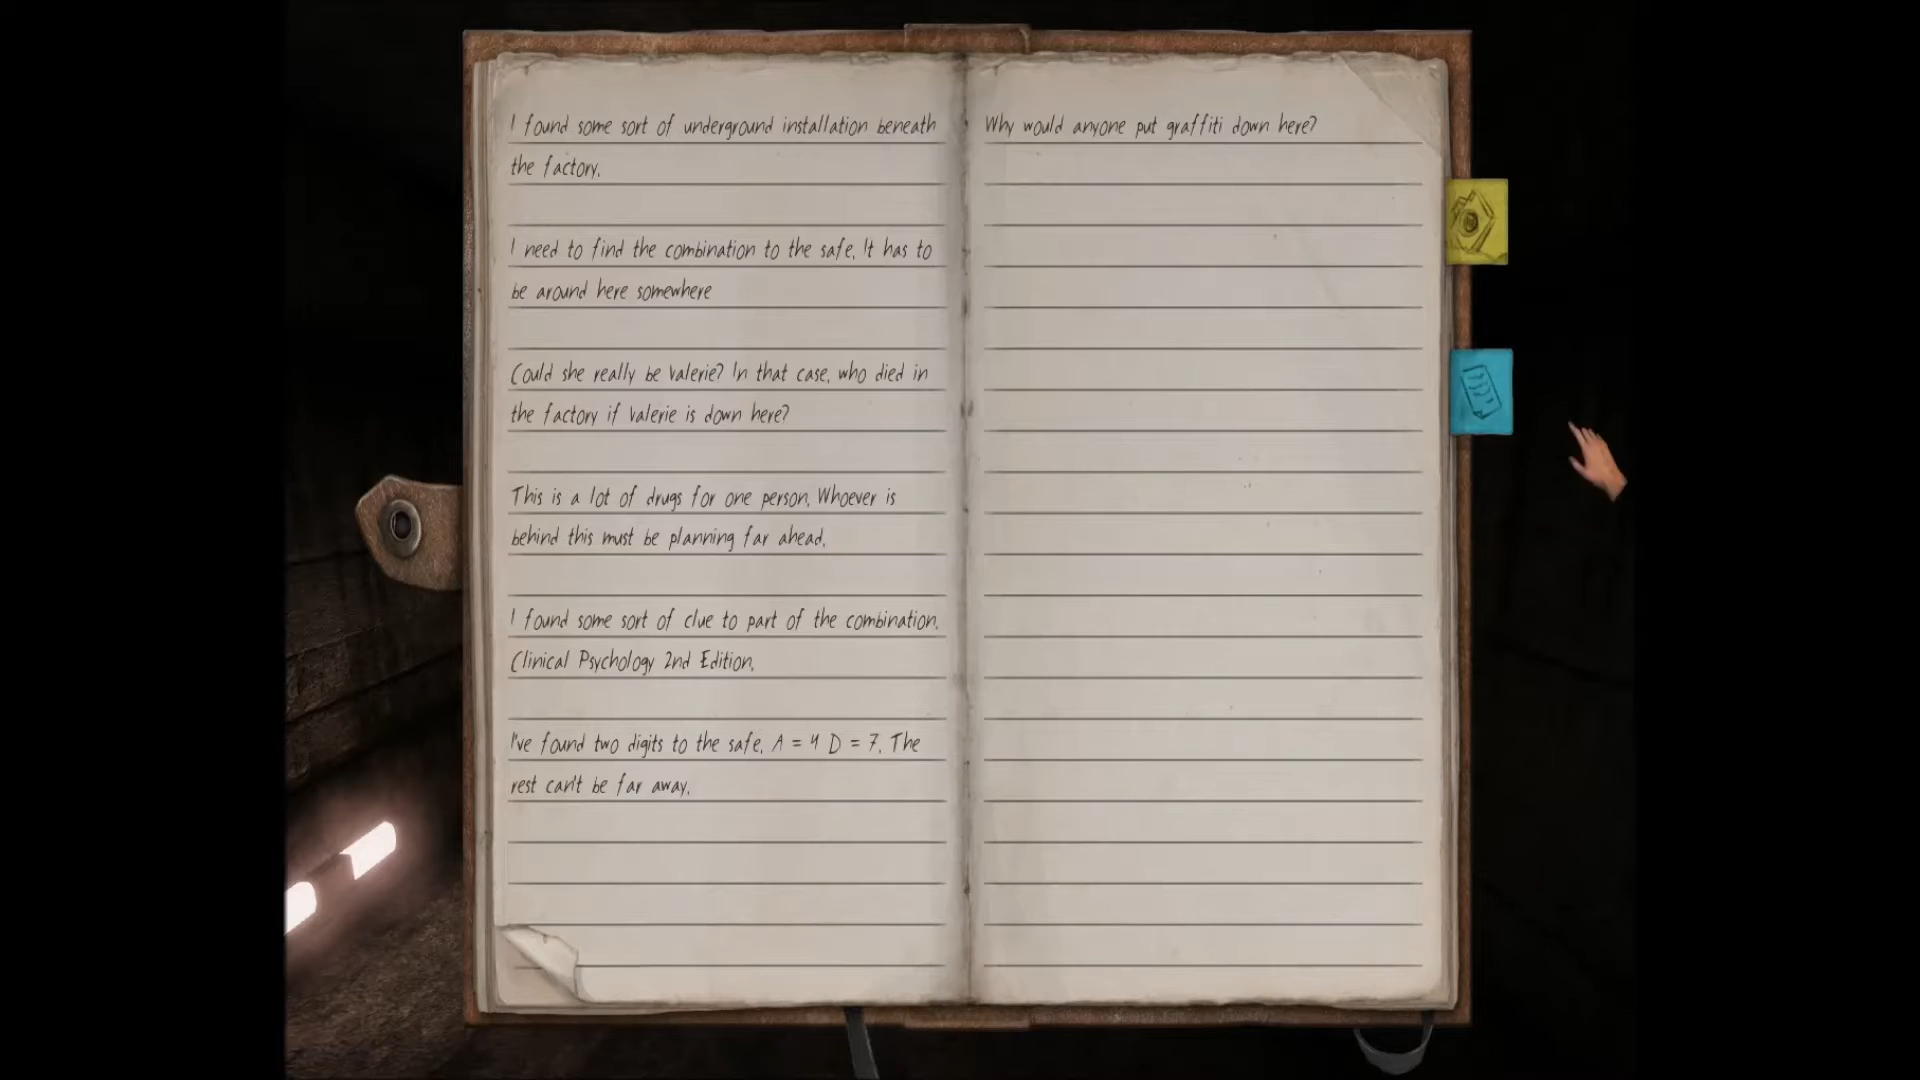 I found some sort of underground installation beneath
the factory.
I need to find the combination to the safe. It has to
be around here somewhere
Could she really be Valerie? In that case, who died in
the factory if Valerie is down here?
This is a lot of drugs for one person. Whoever is
behind this must be planning far ahead.
I found some sort of clue to part of the combination.
Clinical Psychology 2nd Edition.
I've found two digits to the safe. A = 4 D = 7. The
rest can't be far away.
Why would anyone put graffiti down here?